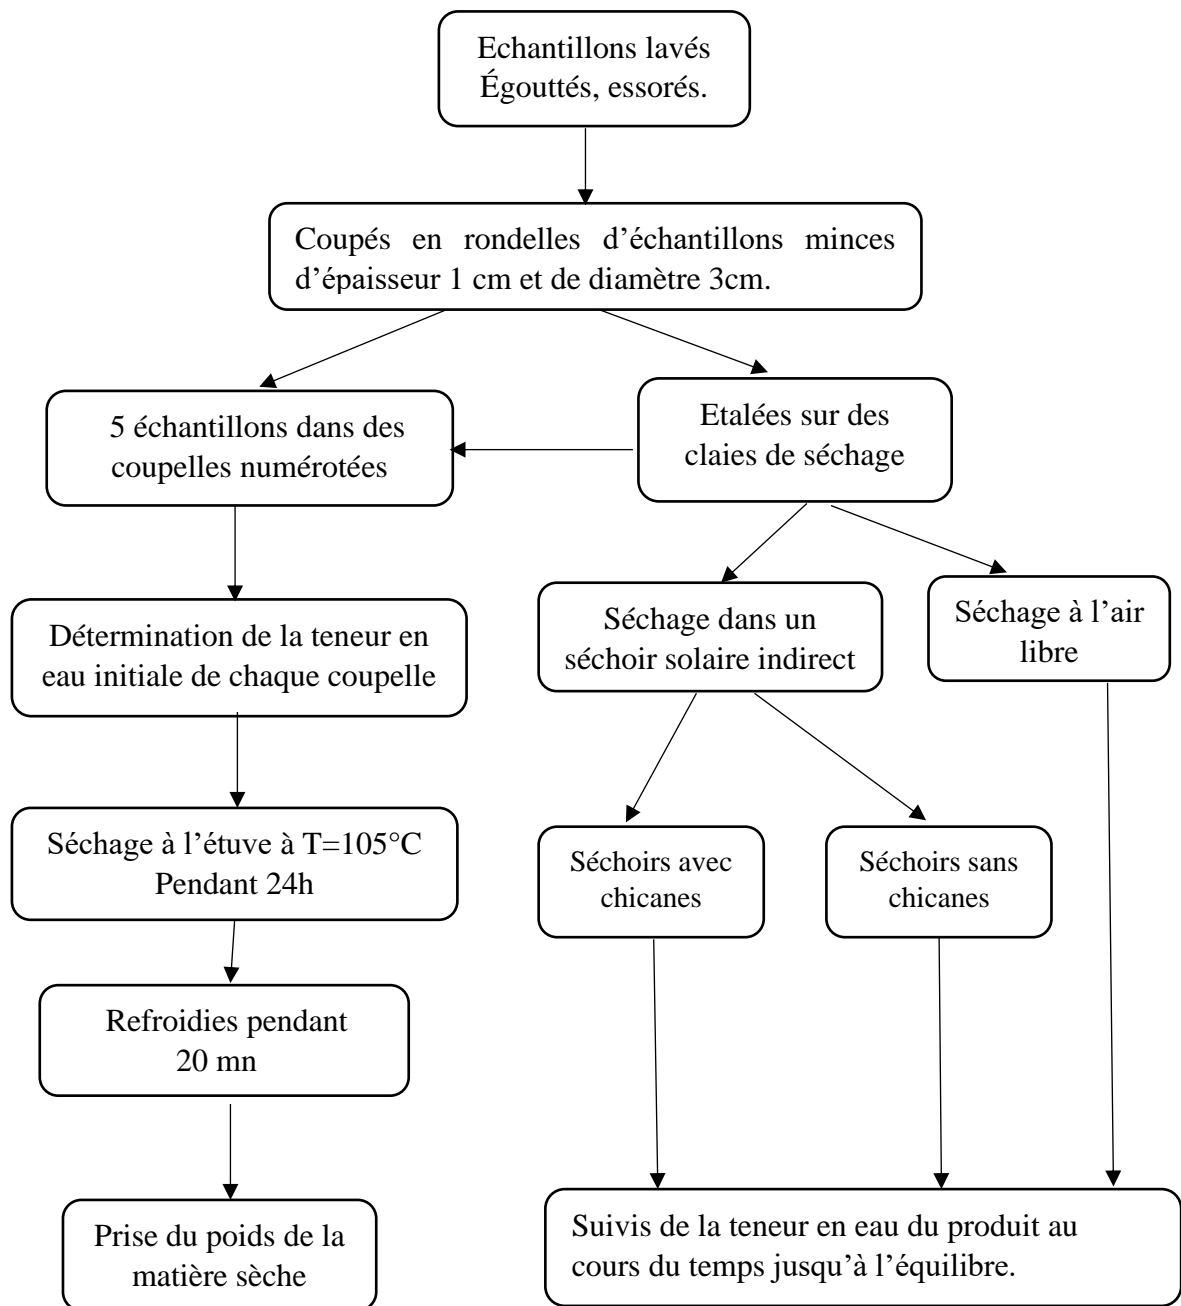 Echantillons lavés
Égouttés, essorés.
Coupés en rondelles d’échantillons minces
d’épaisseur 1 cm et de diamètre 3cm.
5 échantillons dans des
coupelles numérotées
Etalées sur des
claies de séchage
Détermination de la teneur en
eau initiale de chaque coupelle
Séchage dans un
séchoir solaire indirect
Séchage à l’air
libre
Séchage à l’étuve à T=105°C
Pendant 24h
Séchoirs avec
chicanes
Séchoirs sans
chicanes
Refroidies pendant
20 mn
Prise du poids de la
matière sèche
Suivis de la teneur en eau du produit au
cours du temps jusqu’à l’équilibre.